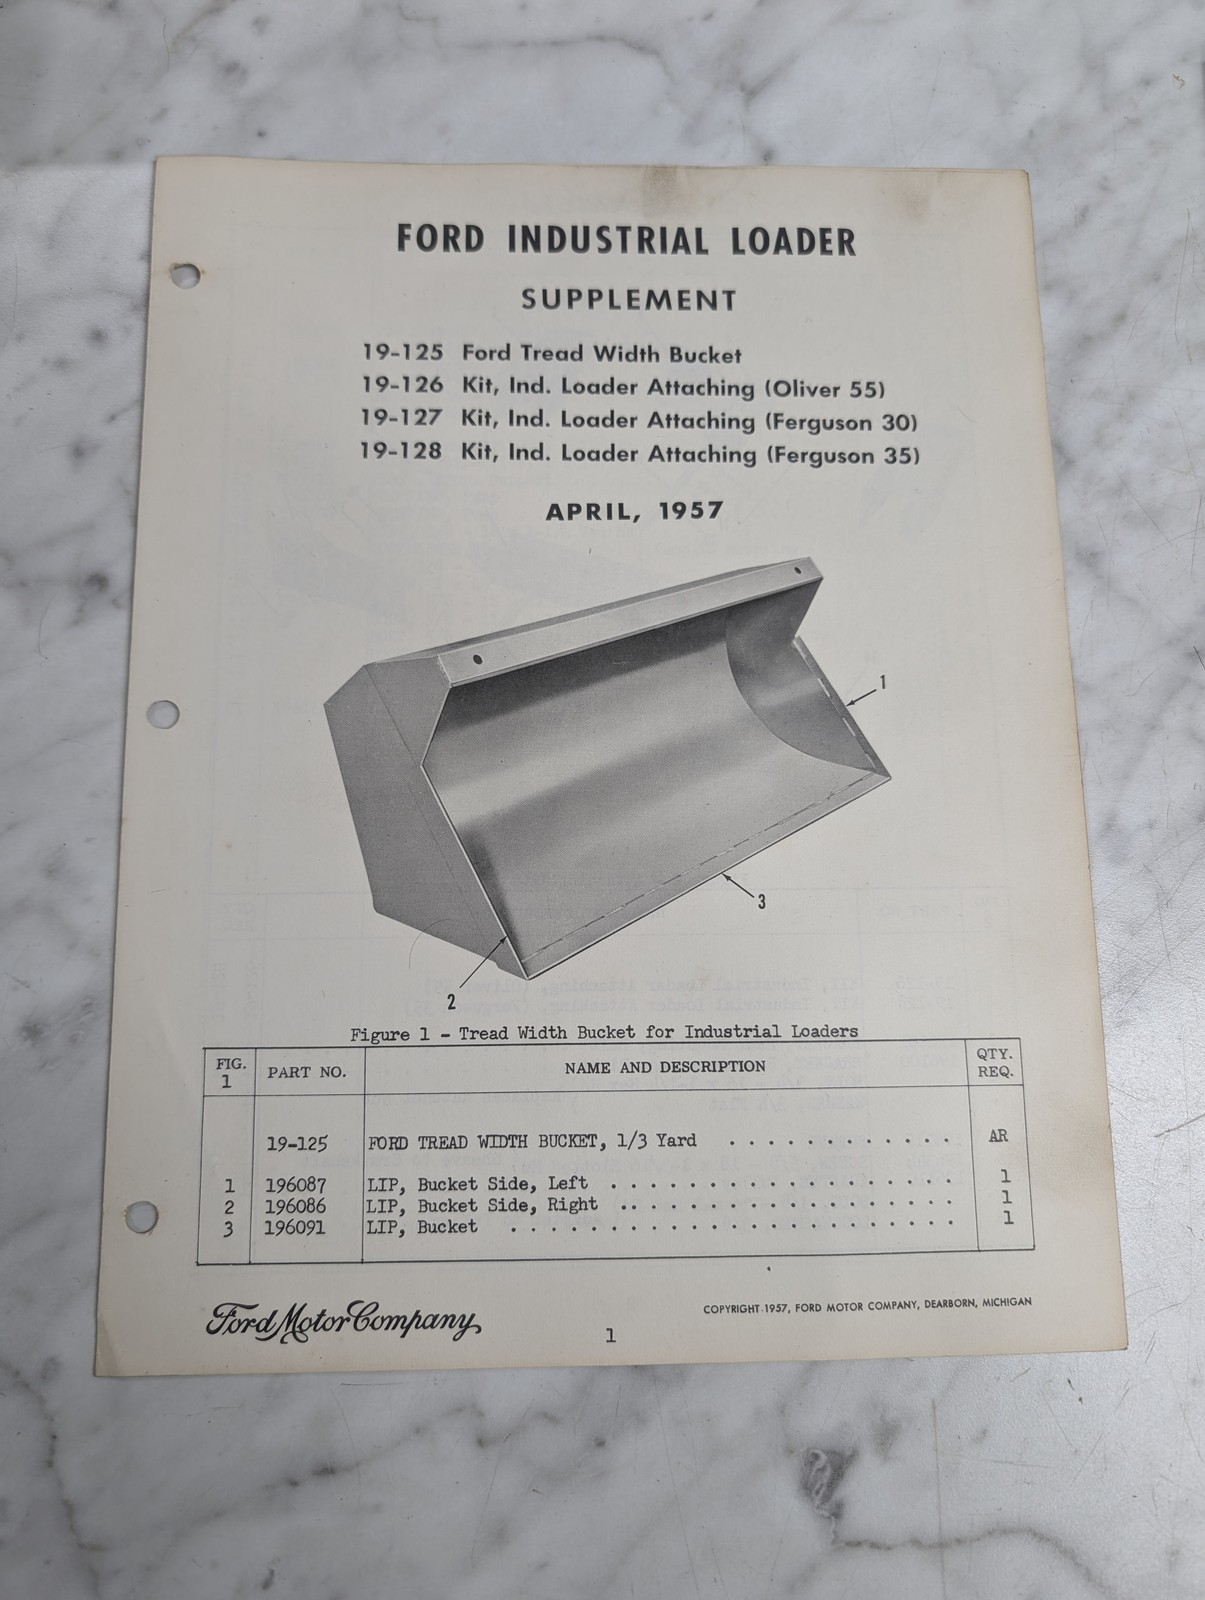 FORD INDUSTRIAL LOADER
SUPPLEMENT
19-125 Ford Tread Width Bucket
19-126 Kit, Ind. Loader Attaching (Oliver 55)
19-127 Kit, Ind. Loader Attaching (Ferguson 30)
19-128 Kit, Ind. Loader Attaching (Ferguson 35)
APRIL, 1957
1
3
2
Figure 1 - Tread Width Bucket for Industrial Loaders
FIG. 1 PART NO. NAME AND DESCRIPTION QTY. REQ.
19-125 FORD TREAD WIDTH BUCKET, 1/3 Yard . . . . . . . . . . . . AR
1 196087 LIP, Bucket Side, Left . . . . . . . . . . . . . . . . . . 1
2 196086 LIP, Bucket Side, Right . . . . . . . . . . . . . . . . . . 1
3 196091 LIP, Bucket . . . . . . . . . . . . . . . . . . . . . 1
Ford Motor Company,
1
COPYRIGHT 1957, FORD MOTOR COMPANY, DEARBORN, MICHIGAN